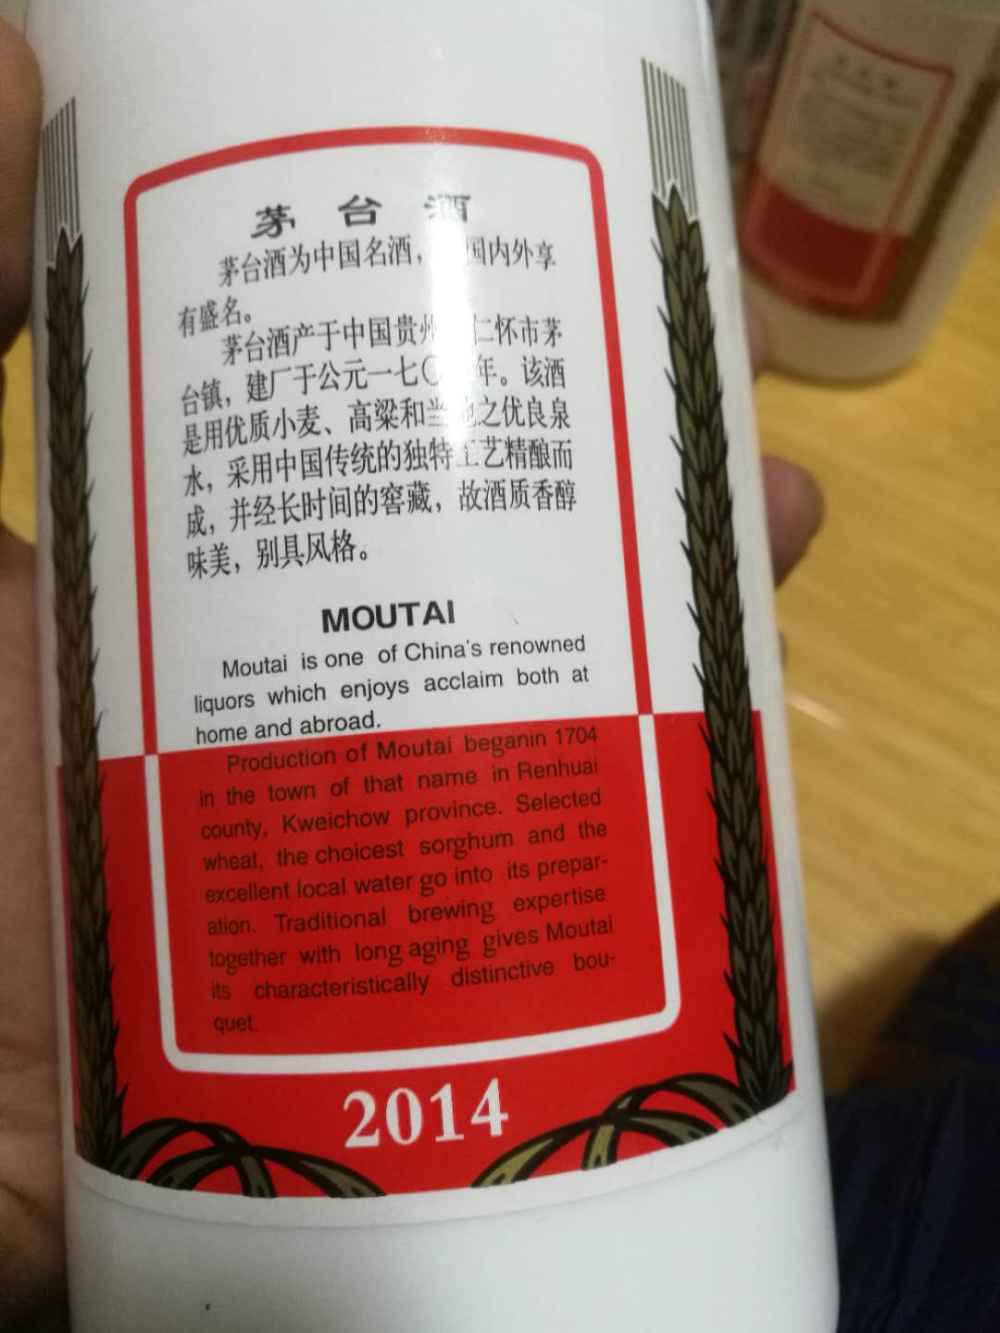 茅台酒
茅台酒为中国名酒，国内外享
有盛名。
茅台酒产于中国贵州仁怀市茅
台镇，建厂于公元一七〇年。该酒
是用优质小麦、高粱和当地之优良泉
水，采用中国传统的独特工艺精酿而
成，并经长时间的窖藏，故酒质香醇
味美，别具风格。
MOUTAI
Moutai is one of China's renowned
liquors which enjoys acclaim both at
home and abroad.
Production of Moutai beganin 1704
in the town of that name in Renhuai
county, Kweichow province. Selected
wheat, the choicest sorghum and the
excellent local water go into its prepar-
ation. Traditional brewing expertise
together with long aging gives Moutai
its characteristically distinctive bou-
quet.
2014